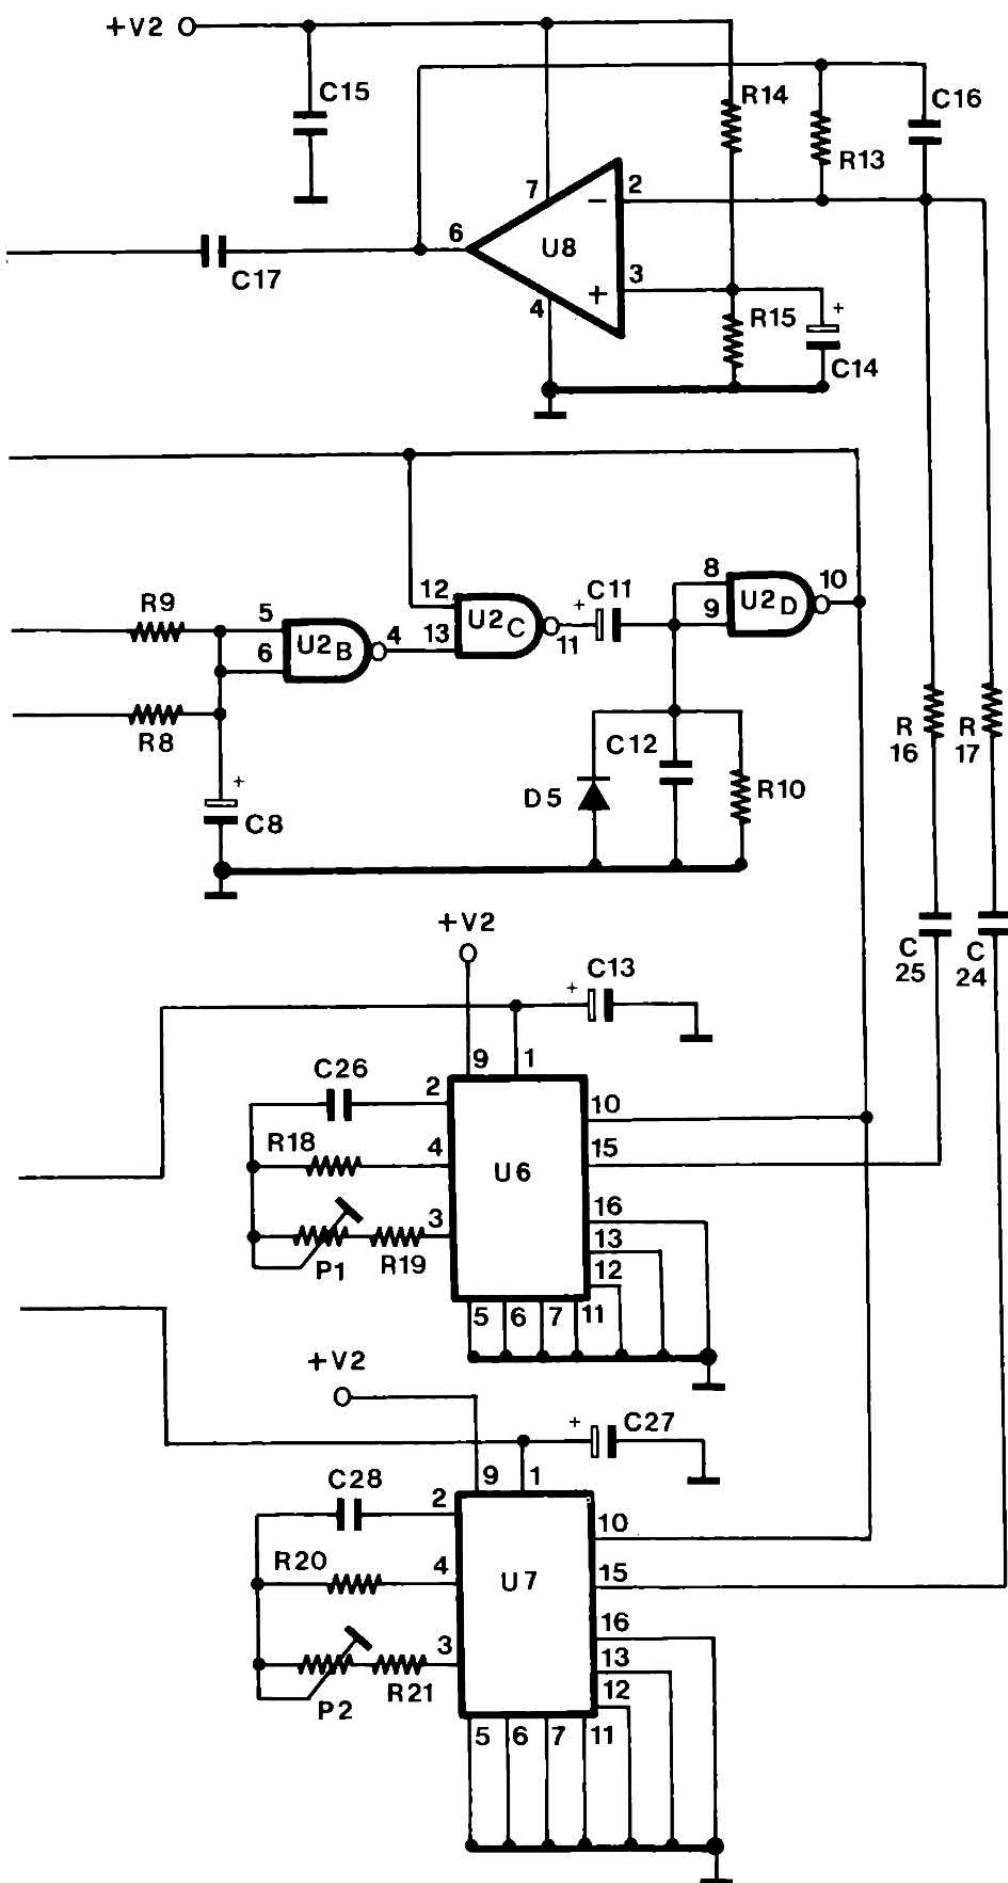 +V2
C15
R14
C16
R13
7
2
−
6
U8
3
+
4
C17
R15
+
C14
8
10
12
+
C11
U2D
R9
5
U2C
9
4
U2B
6
13
11
R8
R
16
R
17
C12
+
D5
R10
C8
+V2
C
25
C
24
+
C13
9
1
C26
2
10
R18
4
15
U6
16
3
13
P1
R19
12
5
6
7
11
+V2
+
C27
9
1
C28
2
10
R20
4
U7
15
16
3
13
P2
R21
12
5
6
7
11